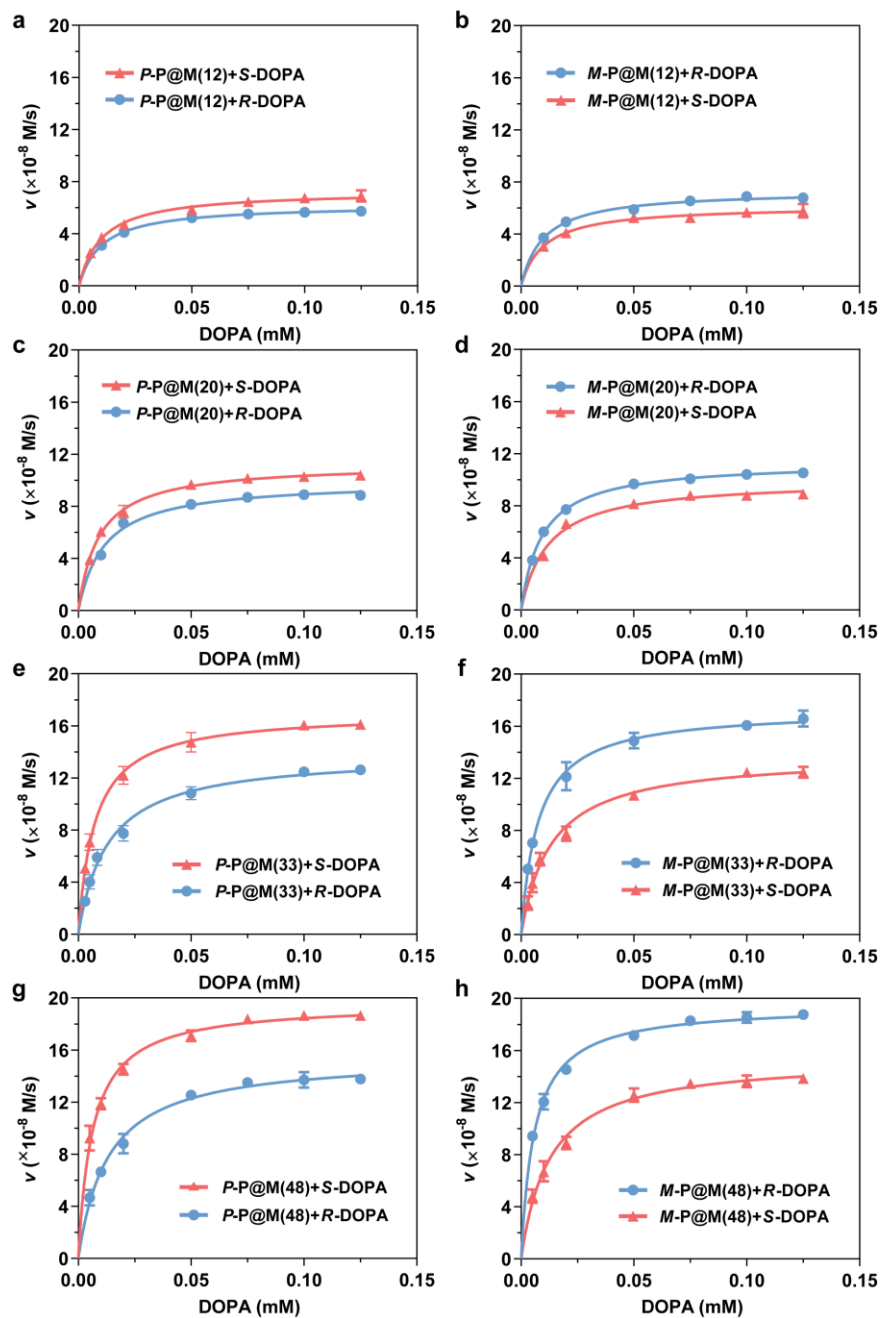 a
20
16
12
8
4
0
v (×10-8 M/s)
P-P@M(12)+S-DOPA
P-P@M(12)+R-DOPA
0.00 0.05 0.10 0.15
DOPA (mM)
b
20
16
12
8
4
0
v (×10-8 M/s)
M-P@M(12)+R-DOPA
M-P@M(12)+S-DOPA
0.00 0.05 0.10 0.15
DOPA (mM)
c
20
16
12
8
4
0
v (×10-8 M/s)
P-P@M(20)+S-DOPA
P-P@M(20)+R-DOPA
0.00 0.05 0.10 0.15
DOPA (mM)
d
20
16
12
8
4
0
v (×10-8 M/s)
M-P@M(20)+R-DOPA
M-P@M(20)+S-DOPA
0.00 0.05 0.10 0.15
DOPA (mM)
e
20
16
12
8
4
0
v (×10-8 M/s)
P-P@M(33)+S-DOPA
P-P@M(33)+R-DOPA
0.00 0.05 0.10 0.15
DOPA (mM)
f
20
16
12
8
4
0
v (×10-8 M/s)
M-P@M(33)+R-DOPA
M-P@M(33)+S-DOPA
0.00 0.05 0.10 0.15
DOPA (mM)
g
20
16
12
8
4
0
v (×10-8 M/s)
P-P@M(48)+S-DOPA
P-P@M(48)+R-DOPA
0.00 0.05 0.10 0.15
DOPA (mM)
h
20
16
12
8
4
0
v (×10-8 M/s)
M-P@M(48)+R-DOPA
M-P@M(48)+S-DOPA
0.00 0.05 0.10 0.15
DOPA (mM)